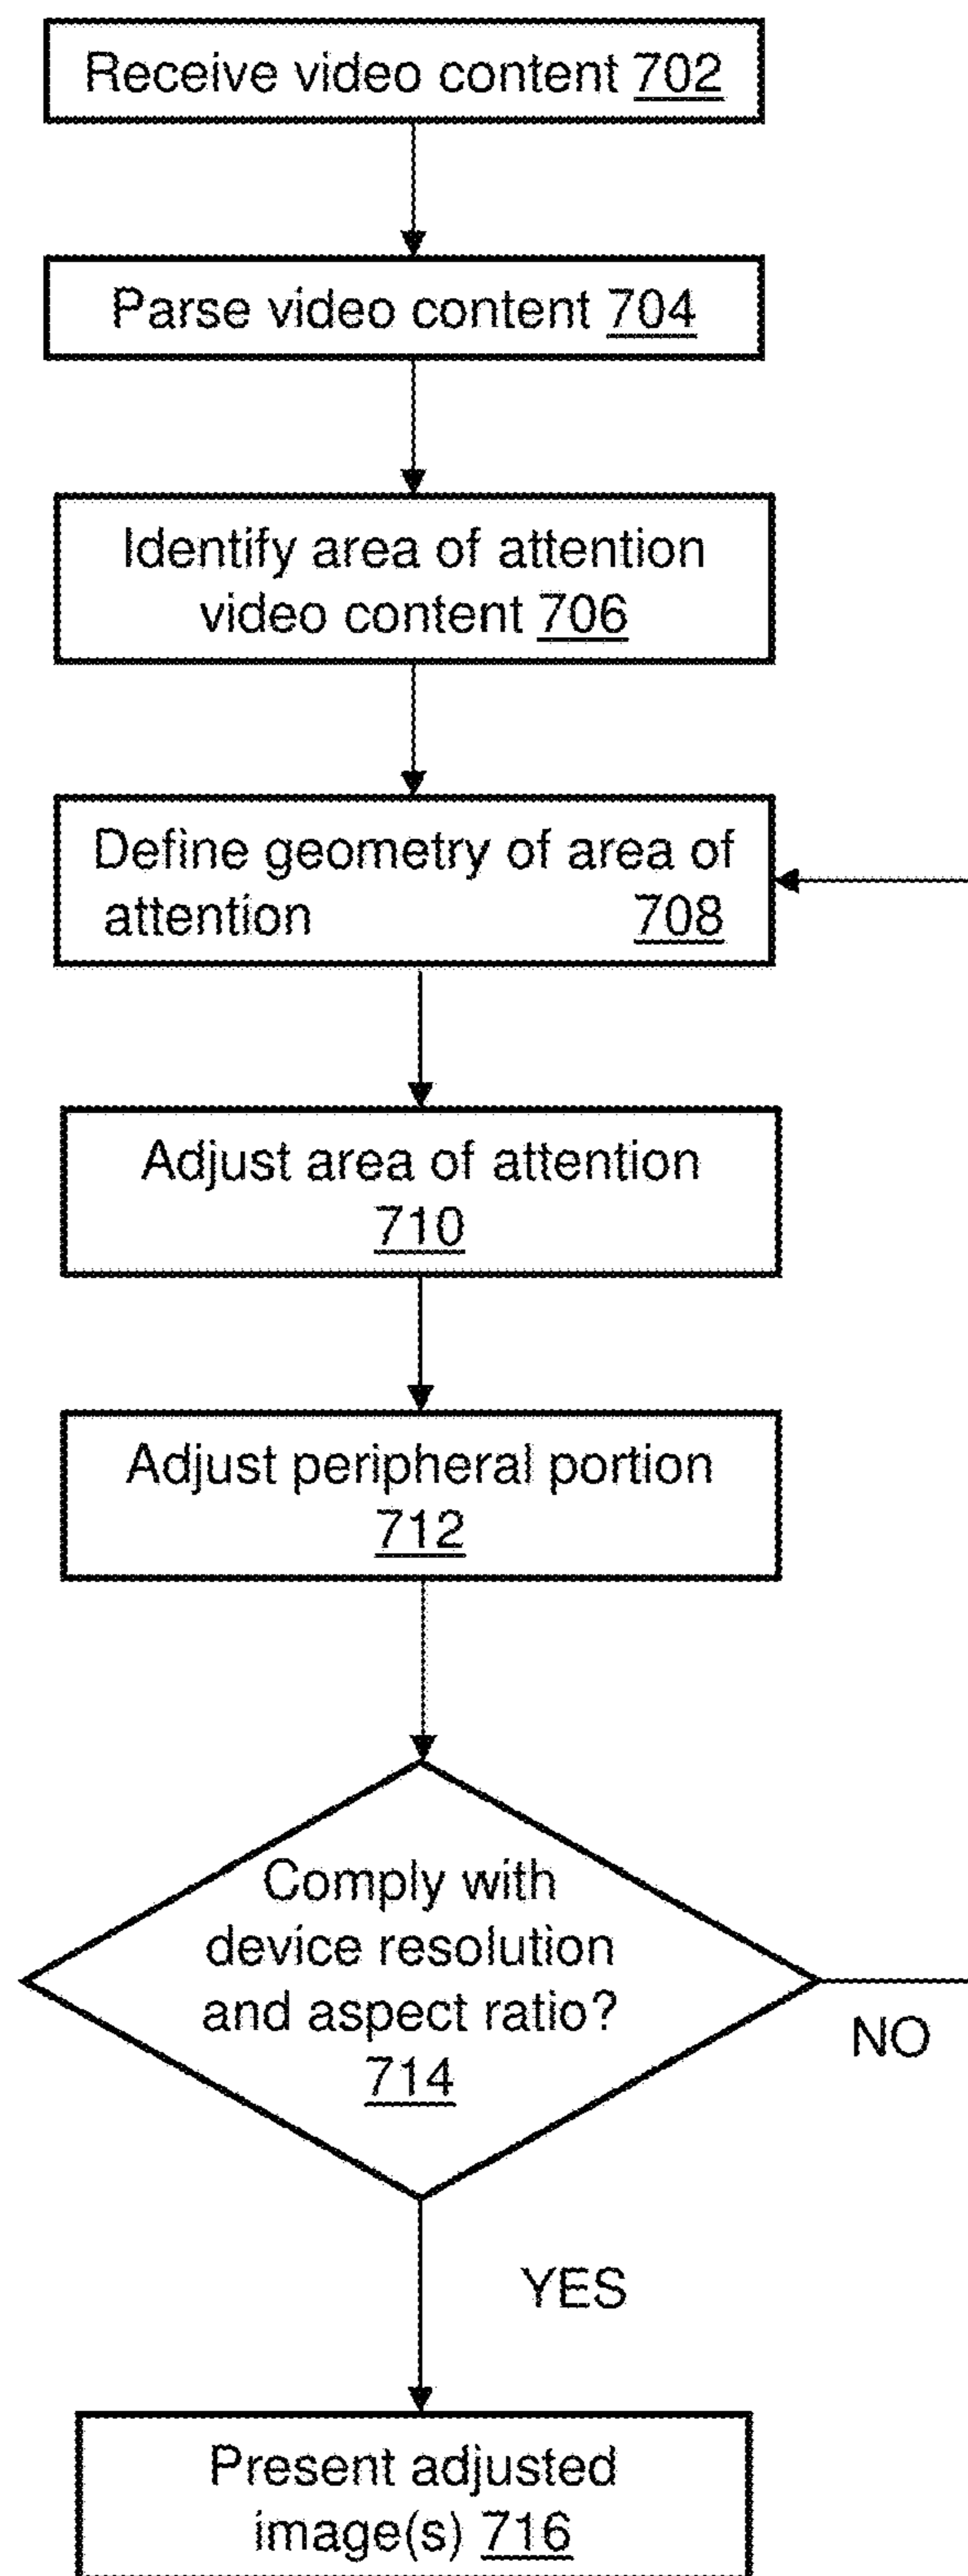 Receive video content 702
Parse video content 704
Identify area of attention
video content 706
Define geometry of area of
attention 708
Adjust area of attention
710
Adjust peripheral portion
712
Comply with
device resolution
and aspect ratio?
714
NO
YES
Present adjusted
image(s) 716